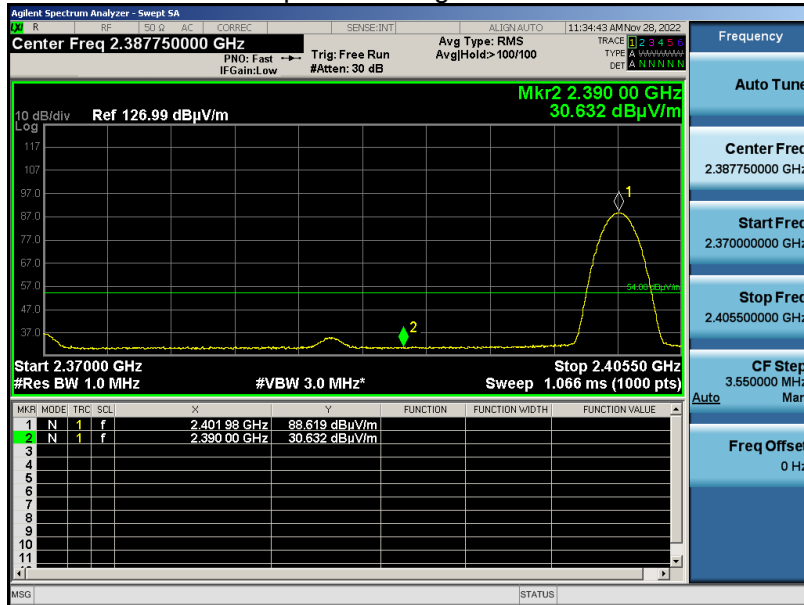 Agilent Spectrum Analyzer - Swept SA
LXI R RF 50 Ω AC CORREC SENSE:INT ALIGN AUTO 11:34:43 AM Nov 28, 2022
Center Freq 2.387750000 GHz
PNO: Fast
IFGain:Low
Trig: Free Run
#Atten: 30 dB
Avg Type: RMS
Avg|Hold:>100/100
TRACE 1 2 3 4 5 6
TYPE A WWWWW
DET A N N N N N
Mkr2 2.390 00 GHz
30.632 dBµV/m
10 dB/div Ref 126.99 dBµV/m
Log
117
107
97.0
87.0
77.0
67.0
57.0
47.0
37.0
1
54.00 dBµV/m
2
Start 2.37000 GHz Stop 2.40550 GHz
#Res BW 1.0 MHz #VBW 3.0 MHz* Sweep 1.066 ms (1000 pts)
MKR MODE TRC SCL X Y FUNCTION FUNCTION WIDTH FUNCTION VALUE
1 N 1 f 2.401 98 GHz 88.619 dBµV/m
2 N 1 f 2.390 00 GHz 30.632 dBµV/m
3
4
5
6
7
8
9
10
11
MSG STATUS
Frequency
Auto Tune
Center Freq
2.387750000 GHz
Start Freq
2.370000000 GHz
Stop Freq
2.405500000 GHz
CF Step
3.550000 MHz
Auto Man
Freq Offset
0 Hz